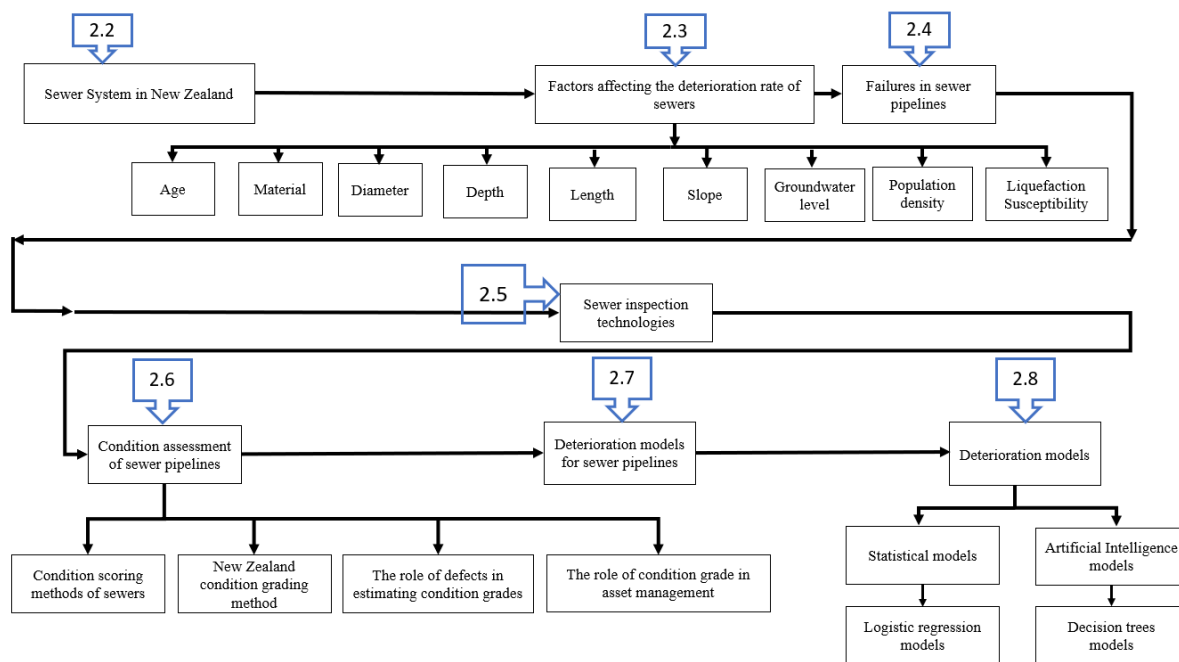 2.2
2.3
2.4
Sewer System in New Zealand
Factors affecting the deterioration rate of
sewers
Failures in sewer
pipelines
Age
Material
Diameter
Depth
Length
Slope
Groundwater
level
Population
density
Liquefaction
Susceptibility
2.5
Sewer inspection
technologies
2.6
2.7
2.8
Condition assessment
of sewer pipelines
Deterioration models
for sewer pipelines
Deterioration models
Condition scoring
methods of sewers
New Zealand
condition grading
method
The role of defects in
estimating condition grades
The role of condition grade in
asset management
Statistical models
Artificial Intelligence
models
Logistic regression
models
Decision trees
models